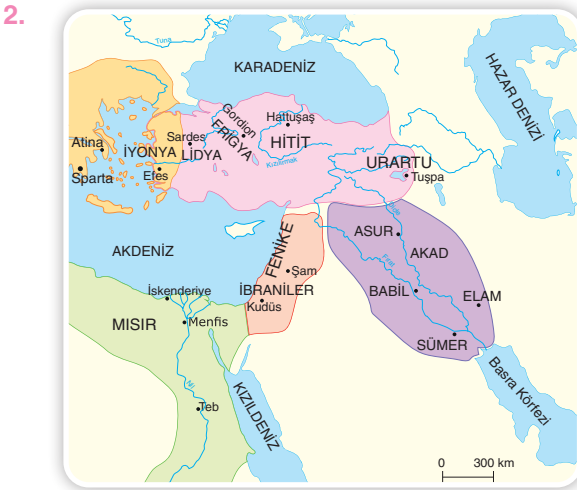 2.
Tuna
KARADENİZ
HAZAR DENİZİ
Gordion
Hattuşaş
Sardes
FRİGYA
HİTİT
Atina
İYONYA
LİDYA
Kızılırmak
URARTU
Sparta
Efes
Tuşpa
Dicle
ASUR
FENİKE
AKDENİZ
AKAD
Fırat
Şam
İskenderiye
İBRANİLER
BABİL
ELAM
Kudüs
MISIR
Menfis
SÜMER
Basra Körfezi
Nil
KIZILDENİZ
Teb
0 300 km